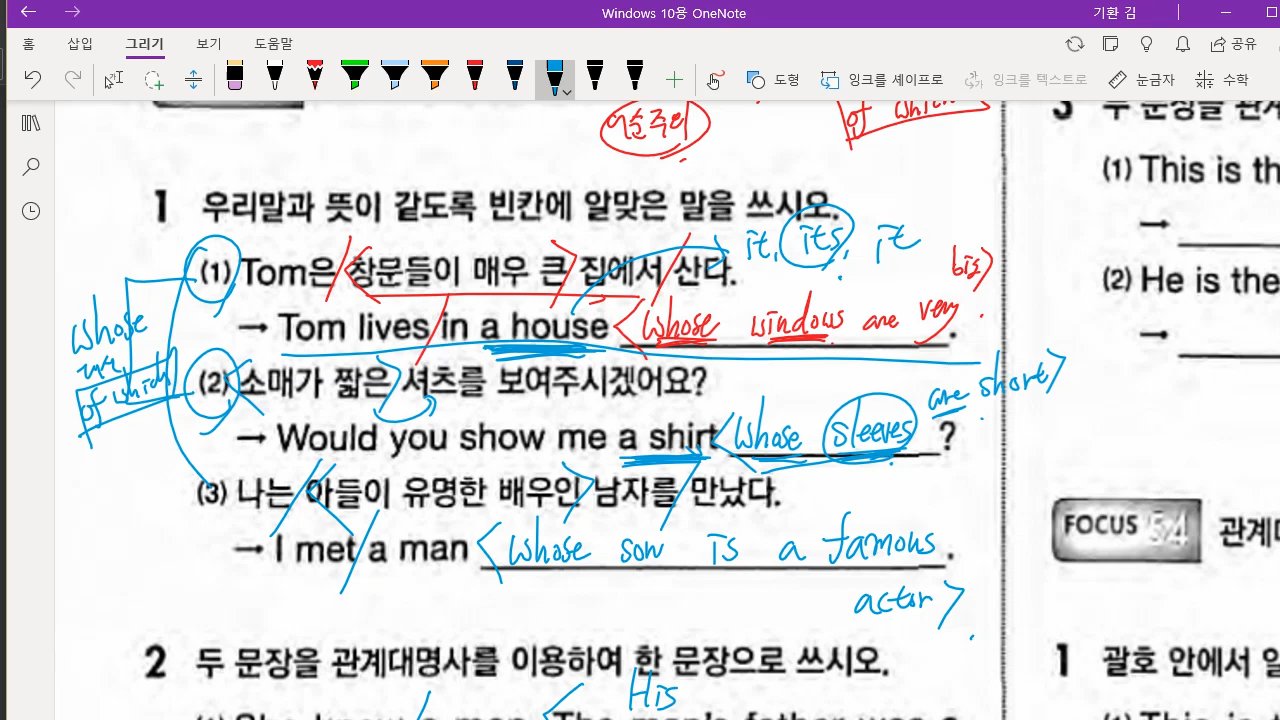 Windows 10용 OneNote
기환 김
홈 삽입 그리기 보기 도움말
공유
도형 잉크를 셰이프로 잉크를 텍스트로 눈금자 수학
어순주의
of which
1 우리말과 뜻이 같도록 빈칸에 알맞은 말을 쓰시오.
it, its, it
(1) Tom은 창문들이 매우 큰 집에서 산다.
big
→ Tom lives in a house whose windows are very .
whose
of which
(2) 소매가 짧은 셔츠를 보여주시겠어요?
are short
→ Would you show me a shirt whose sleeves ?
(3) 나는 아들이 유명한 배우인 남자를 만났다.
→ I met a man whose son is a famous .
actor
2 두 문장을 관계대명사를 이용하여 한 문장으로 쓰시오.
His
3 두 문장을 관계
(1) This is th
→
(2) He is the
→
FOCUS 54 관계대
1 괄호 안에서 일